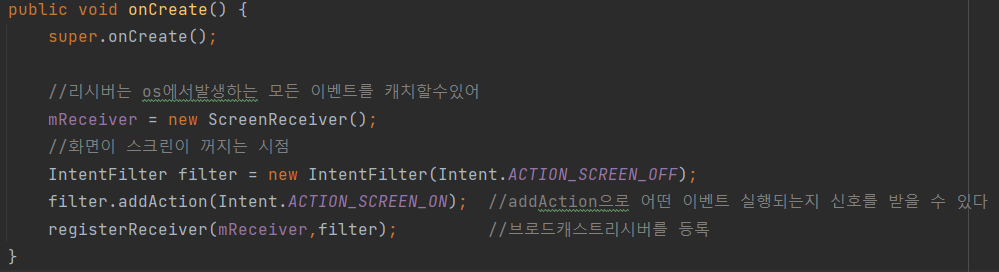 public void onCreate() {
super.onCreate();
//리시버는 os에서발생하는 모든 이벤트를 캐치할수있어
mReceiver = new ScreenReceiver();
//화면이 스크린이 꺼지는 시점
IntentFilter filter = new IntentFilter(Intent.ACTION_SCREEN_OFF);
filter.addAction(Intent.ACTION_SCREEN_ON); //addAction으로 어떤 이벤트 실행되는지 신호를 받을 수 있다
registerReceiver(mReceiver,filter); //브로드캐스트리시버를 등록
}